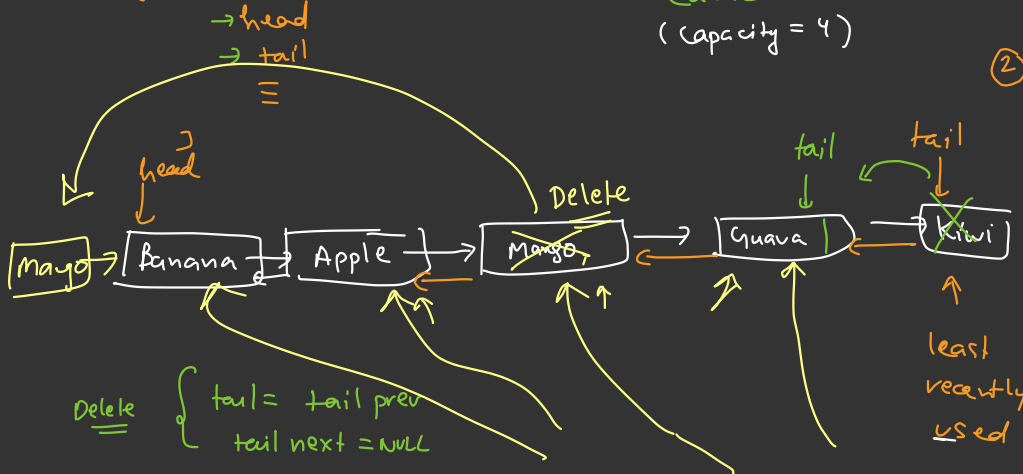 → head
→ tail
(Capacity = 4)
2
head
tail
tail
Delete
Mango
Banana
Apple
Mango
Guava
Kiwi
least
recently
used
Delete { tail = tail prev
tail next = NULL